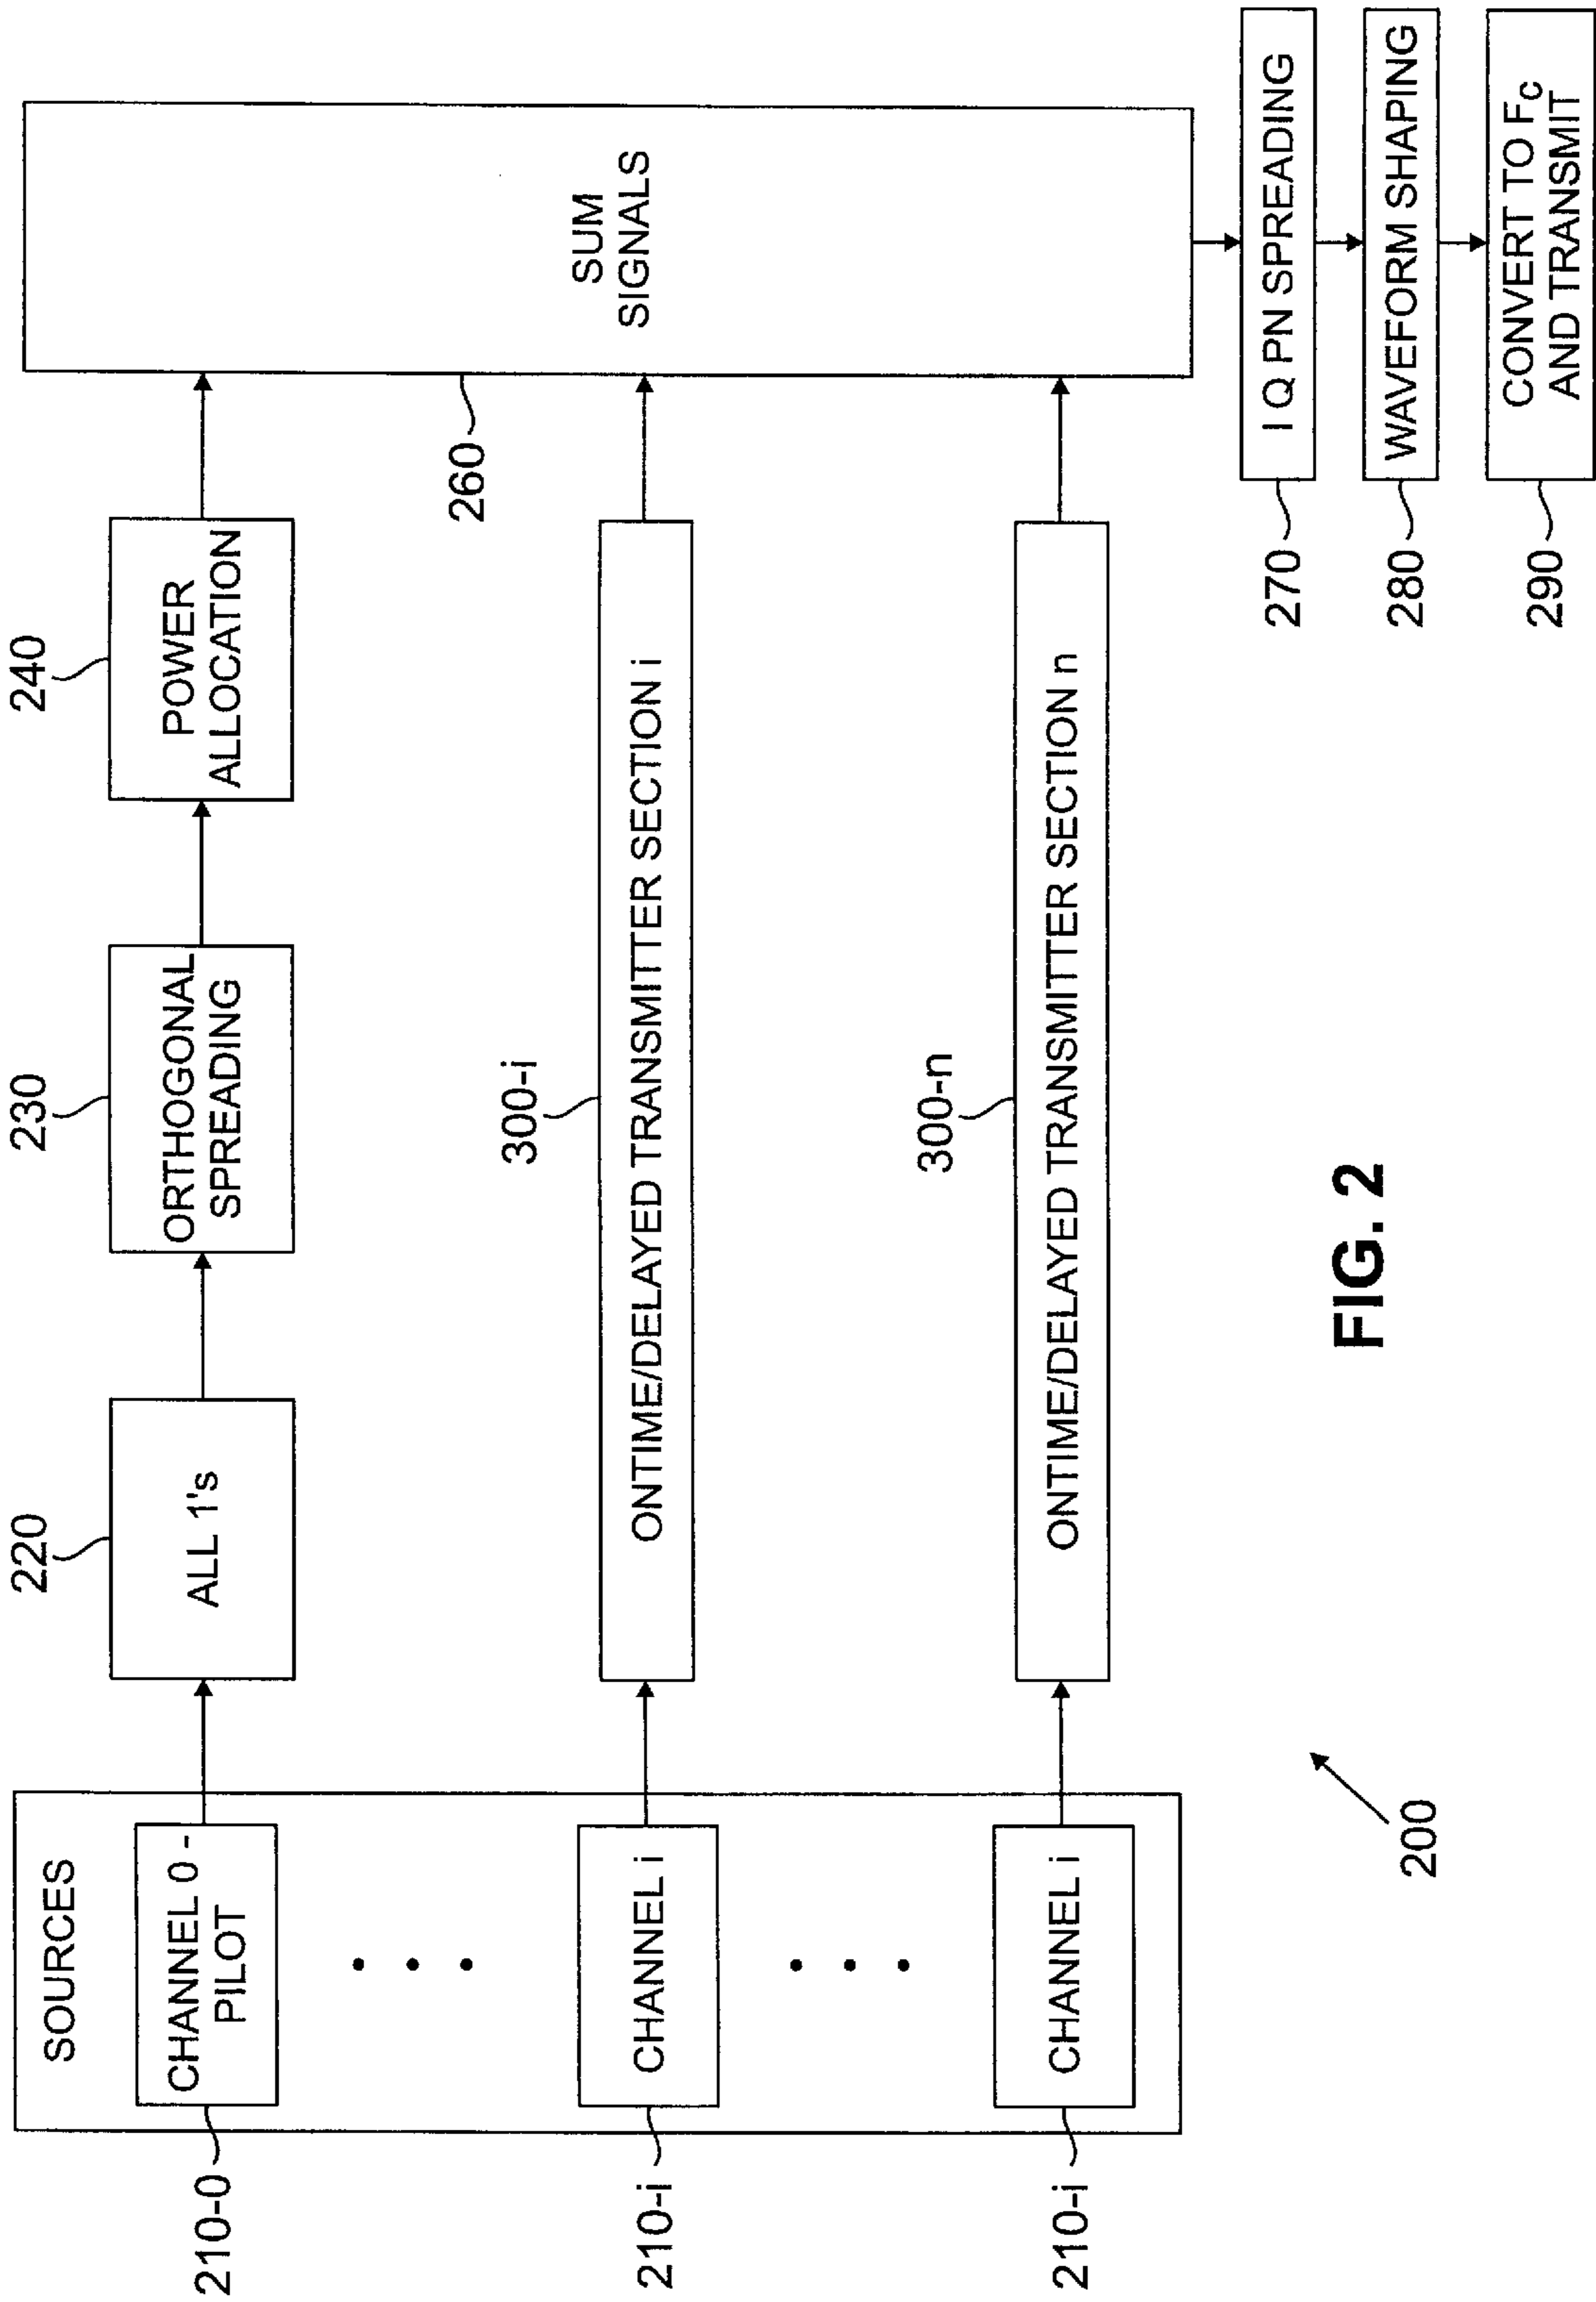 SOURCES
210-0
CHANNEL 0 -
PILOT
220
ALL 1's
230
ORTHOGONAL
SPREADING
240
POWER
ALLOCATION
260
SUM
SIGNALS
210-i
CHANNEL i
300-i
ONTIME/DELAYED TRANSMITTER SECTION i
210-i
CHANNEL i
300-n
ONTIME/DELAYED TRANSMITTER SECTION n
270
I Q PN SPREADING
280
WAVEFORM SHAPING
290
CONVERT TO FC
AND TRANSMIT
200
FIG. 2